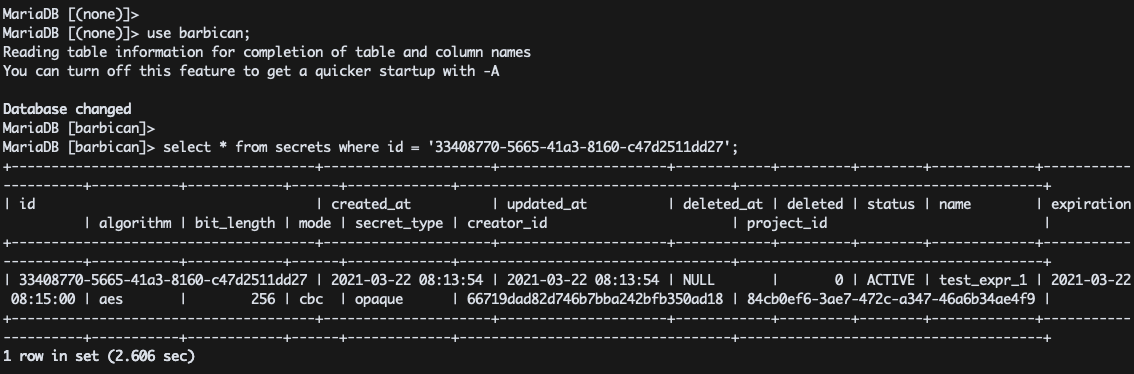 MariaDB [(none)]>
MariaDB [(none)]> use barbican;
Reading table information for completion of table and column names
You can turn off this feature to get a quicker startup with -A
Database changed
MariaDB [barbican]>
MariaDB [barbican]> select * from secrets where id = '33408770-5665-41a3-8160-c47d2511dd27';
+--------------------------------------+---------------------+---------------------+------------+---------+--------+-------------+-----------
----------+-----------+------------+------+-------------+----------------------------------+--------------------------------------+
| id                                   | created_at          | updated_at          | deleted_at | deleted | status | name        | expiration
          | algorithm | bit_length | mode | secret_type | creator_id                       | project_id                           |
+--------------------------------------+---------------------+---------------------+------------+---------+--------+-------------+-----------
----------+-----------+------------+------+-------------+----------------------------------+--------------------------------------+
| 33408770-5665-41a3-8160-c47d2511dd27 | 2021-03-22 08:13:54 | 2021-03-22 08:13:54 | NULL       |       0 | ACTIVE | test_expr_1 | 2021-03-22
 08:15:00 | aes       |        256 | cbc  | opaque      | 66719dad82d746b7bba242bfb350ad18 | 84cb0ef6-3ae7-472c-a347-46a6b34ae4f9 |
+--------------------------------------+---------------------+---------------------+------------+---------+--------+-------------+-----------
----------+-----------+------------+------+-------------+----------------------------------+--------------------------------------+
1 row in set (2.606 sec)